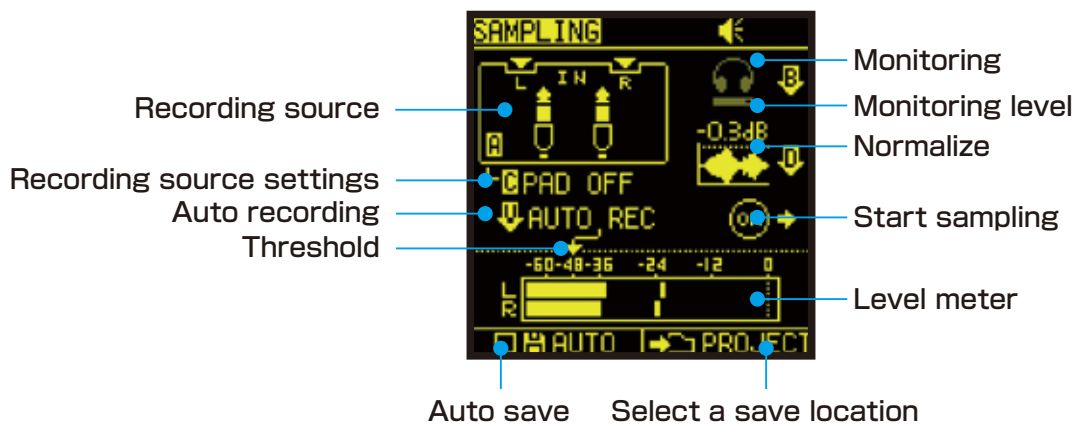 SAMPLING
L IN R
A
B
-0.3dB
D
C PAD OFF
V AUTO REC
-60-48-36 -24 -12 0
L
R
AUTO
PROJECT
Recording source
Recording source settings
Auto recording
Threshold
Monitoring
Monitoring level
Normalize
Start sampling
Level meter
Auto save
Select a save location